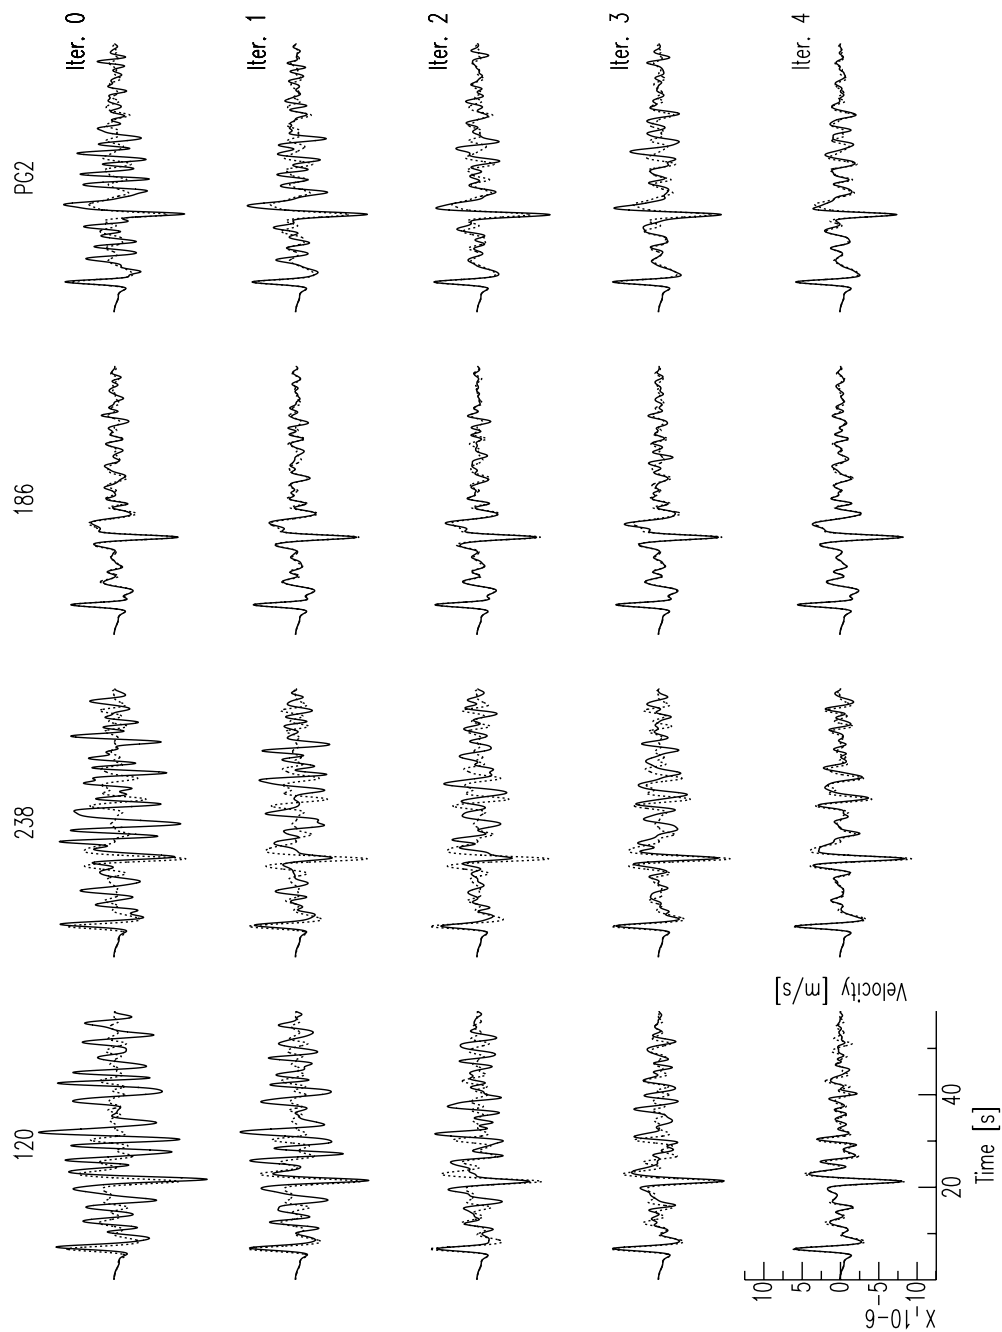 120
238
186
PG2
Iter. 0
Iter. 1
Iter. 2
Iter. 3
Iter. 4
Velocity [m/s]
10
5
0
-5
-10
X 10-6
20
40
Time [s]